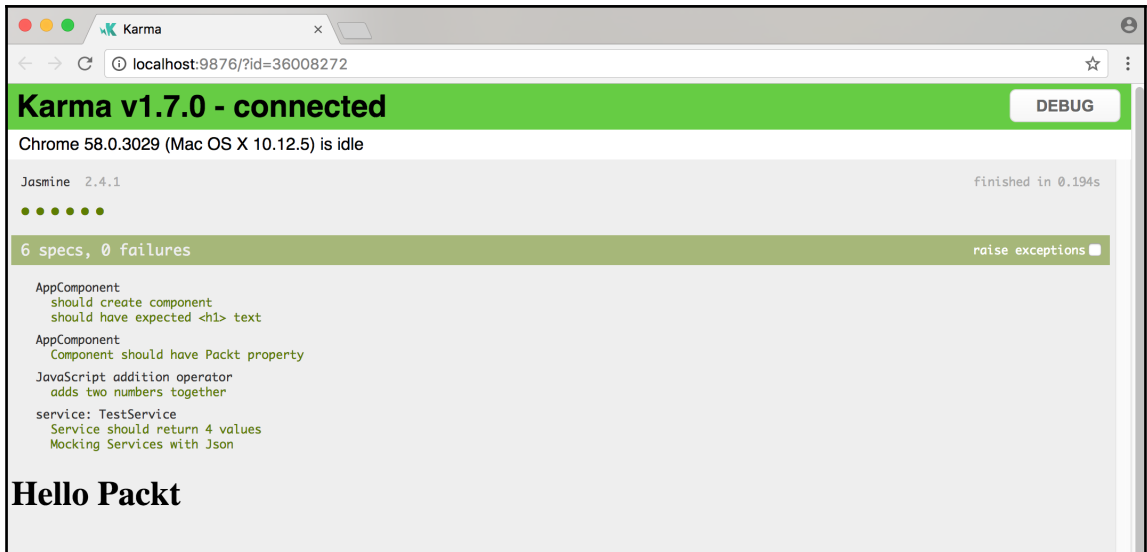 Karma
localhost:9876/?id=36008272
Karma v1.7.0 - connected
DEBUG
Chrome 58.0.3029 (Mac OS X 10.12.5) is idle
Jasmine 2.4.1
finished in 0.194s
6 specs, 0 failures
raise exceptions
AppComponent
should create component
should have expected <h1> text
AppComponent
Component should have Packt property
JavaScript addition operator
adds two numbers together
service: TestService
Service should return 4 values
Mocking Services with Json
Hello Packt